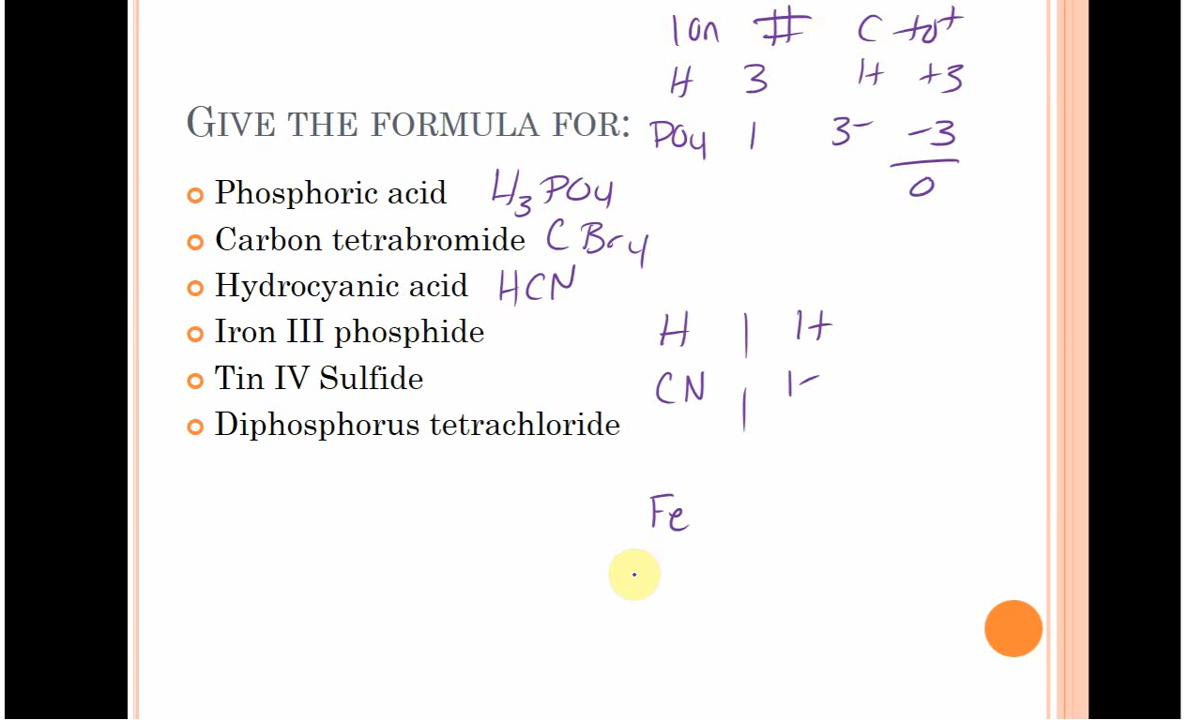 Ion # C tot
H 3 1+ +3
GIVE THE FORMULA FOR: PO4 1 3- -3
0
Phosphoric acid H3PO4
Carbon tetrabromide CBr4
Hydrocyanic acid HCN
Iron III phosphide H 1 1+
Tin IV Sulfide CN 1 1-
Diphosphorus tetrachloride
Fe